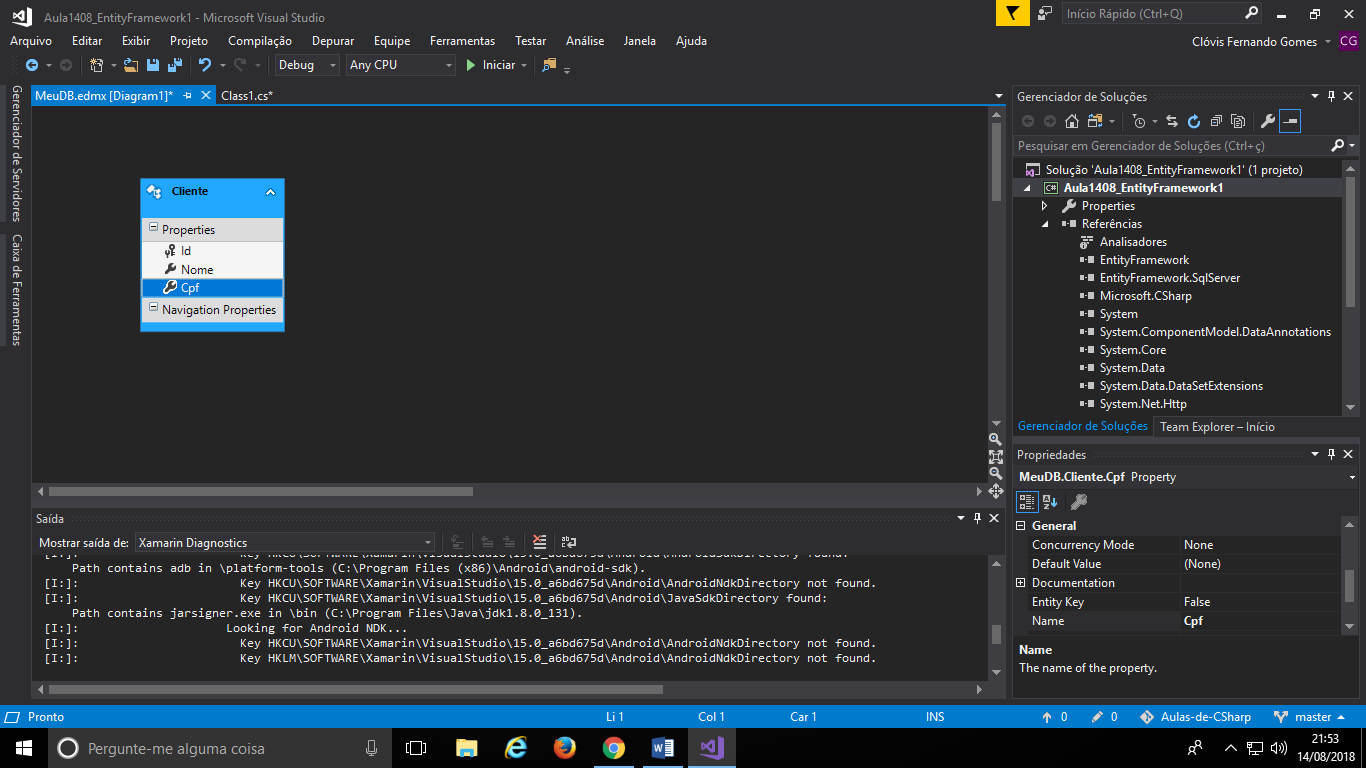 Aula1408_EntityFramework1 - Microsoft Visual Studio
Início Rápido (Ctrl+Q)
Arquivo Editar Exibir Projeto Compilação Depurar Equipe Ferramentas Testar Análise Janela Ajuda
Clóvis Fernando Gomes CG
Debug Any CPU Iniciar
Gerenciador de Servidores
Caixa de Ferramentas
MeuDB.edmx [Diagram1]* Class1.cs*
Cliente
Properties
Id
Nome
Cpf
Navigation Properties
Saída
Mostrar saída de: Xamarin Diagnostics
[I:]: Key HKCU\SOFTWARE\Xamarin\VisualStudio\15.0_a6bd675d\Android\AndroidSdkDirectory found:
Path contains adb in \platform-tools (C:\Program Files (x86)\Android\android-sdk).
[I:]: Key HKCU\SOFTWARE\Xamarin\VisualStudio\15.0_a6bd675d\Android\AndroidNdkDirectory not found.
[I:]: Key HKCU\SOFTWARE\Xamarin\VisualStudio\15.0_a6bd675d\Android\JavaSdkDirectory found:
Path contains jarsigner.exe in \bin (C:\Program Files\Java\jdk1.8.0_131).
[I:]: Looking for Android NDK...
[I:]: Key HKCU\SOFTWARE\Xamarin\VisualStudio\15.0_a6bd675d\Android\AndroidNdkDirectory not found.
[I:]: Key HKLM\SOFTWARE\Xamarin\VisualStudio\15.0_a6bd675d\Android\AndroidNdkDirectory not found.
Gerenciador de Soluções
Pesquisar em Gerenciador de Soluções (Ctrl+ç)
Solução 'Aula1408_EntityFramework1' (1 projeto)
C# Aula1408_EntityFramework1
Properties
Referências
Analisadores
EntityFramework
EntityFramework.SqlServer
Microsoft.CSharp
System
System.ComponentModel.DataAnnotations
System.Core
System.Data
System.Data.DataSetExtensions
System.Net.Http
Gerenciador de Soluções Team Explorer – Início
Propriedades
MeuDB.Cliente.Cpf Property
General
Concurrency Mode None
Default Value (None)
Documentation
Entity Key False
Name Cpf
Name
The name of the property.
Pronto Li 1 Col 1 Car 1 INS 0 0 Aulas-de-CSharp master
Pergunte-me alguma coisa
21:53
14/08/2018